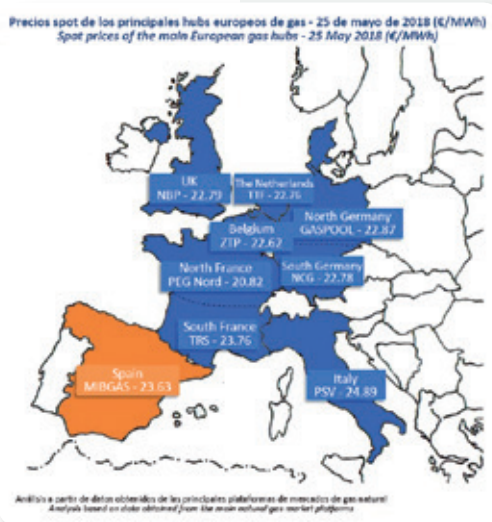 Precios spot de los principales hubs europeos de gas - 25 de mayo de 2018 (€/MWh)
Spot prices of the main European gas hubs - 25 May 2018 (€/MWh)
UK
NBP - 22.79
The Netherlands
TTF - 22.76
North Germany
GASPOOL - 22.87
Belgium
ZTP - 22.62
North France
PEG Nord - 20.82
South Germany
NCG - 22.78
South France
TRS - 23.76
Spain
MIBGAS - 23.63
Italy
PSV - 24.89
Análisis a partir de datos obtenidos de las principales plataformas de mercados de gas natural
Analysis based on data obtained from the main natural gas market platforms